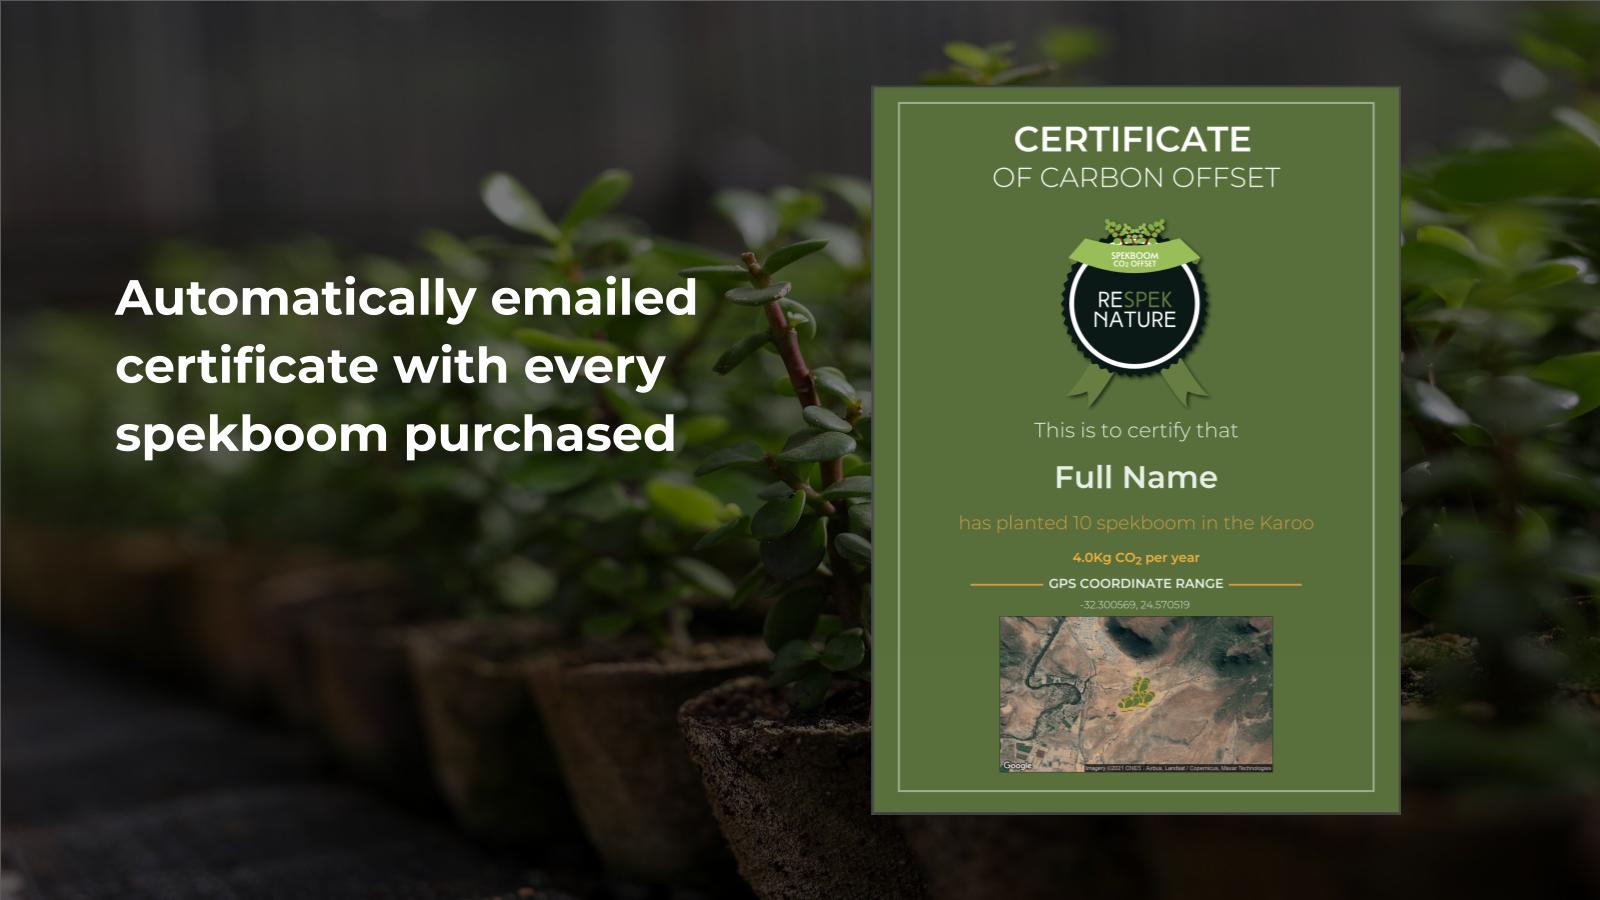 Automatically emailed
certificate with every
spekboom purchased
CERTIFICATE
OF CARBON OFFSET
SPEKBOOM
CO₂ OFFSET
RESPEK
NATURE
This is to certify that
Full Name
has planted 10 spekboom in the Karoo
4.0Kg CO₂ per year
GPS COORDINATE RANGE
-32.300569, 24.570519
Google
Imagery ©2021 CNES / Airbus, Landsat / Copernicus, Maxar Technologies